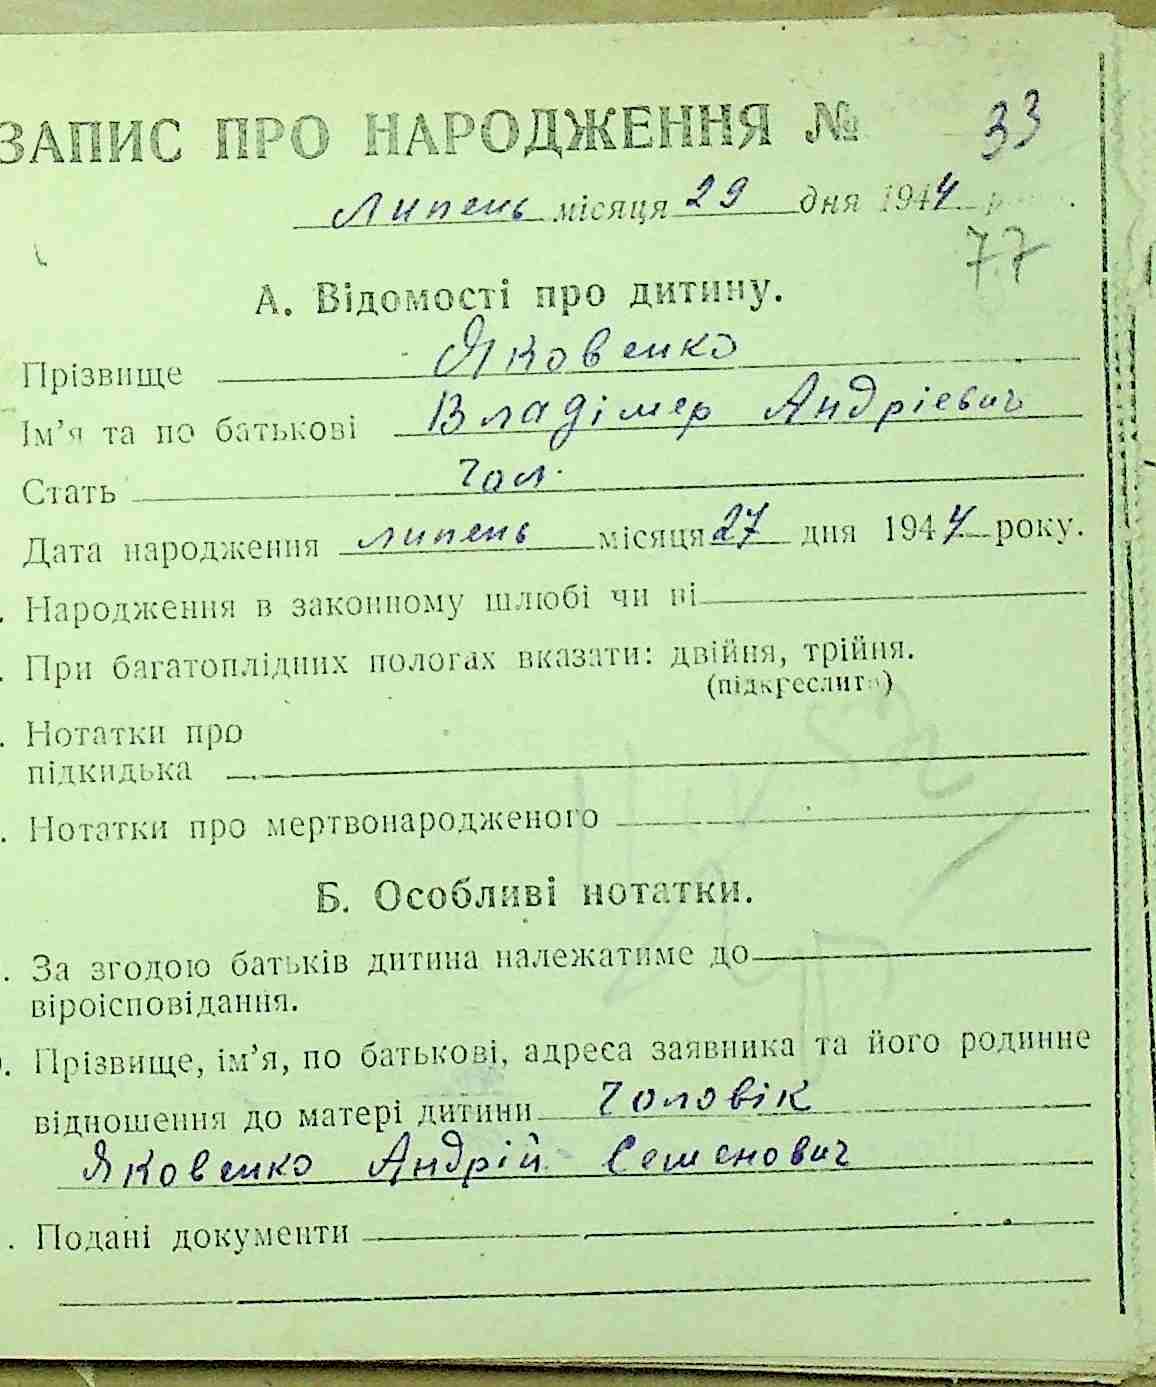 ЗАПИС ПРО НАРОДЖЕННЯ № 33
Липень місяця 29 дня 1944 р
77
А. Відомості про дитину.
Прізвище Яковенко
Ім'я та по батькові Владімер Андрієвич
Стать чол.
Дата народження липень місяця 27 дня 1944 року.
. Народження в законному шлюбі чи ні
. При багатоплідних пологах вказати: двійня, трійня.
(підкреслити)
. Нотатки про
підкидька
. Нотатки про мертвонародженого
Б. Особливі нотатки.
. За згодою батьків дитина належатиме до
віроісповідання.
. Прізвище, ім'я, по батькові, адреса заявника та його родинне
відношення до матері дитини чоловік
Яковенко Андрій Семенович
. Подані документи